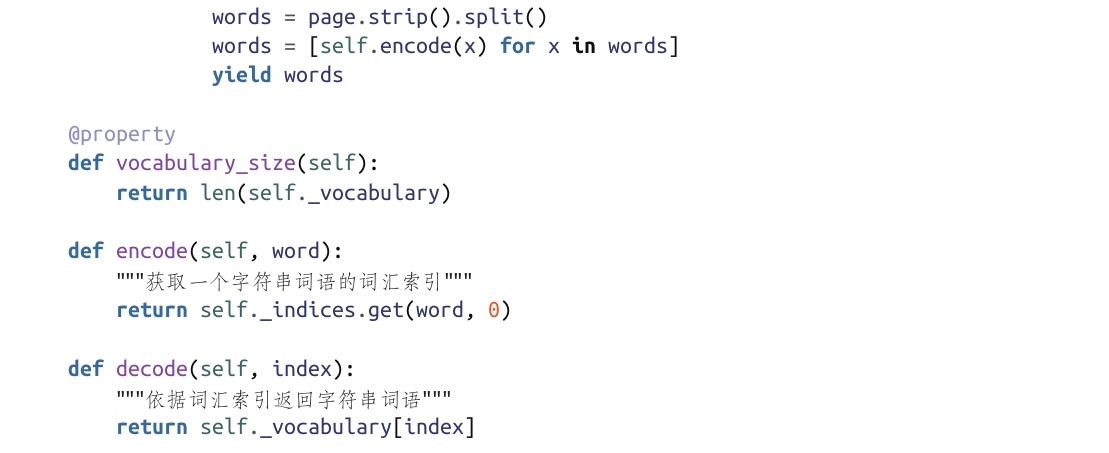 words = page.strip().split()
words = [self.encode(x) for x in words]
yield words
@property
def vocabulary_size(self):
return len(self._vocabulary)
def encode(self, word):
"""获取一个字符串词语的词汇索引"""
return self._indices.get(word, 0)
def decode(self, index):
"""依据词汇索引返回字符串词语"""
return self._vocabulary[index]